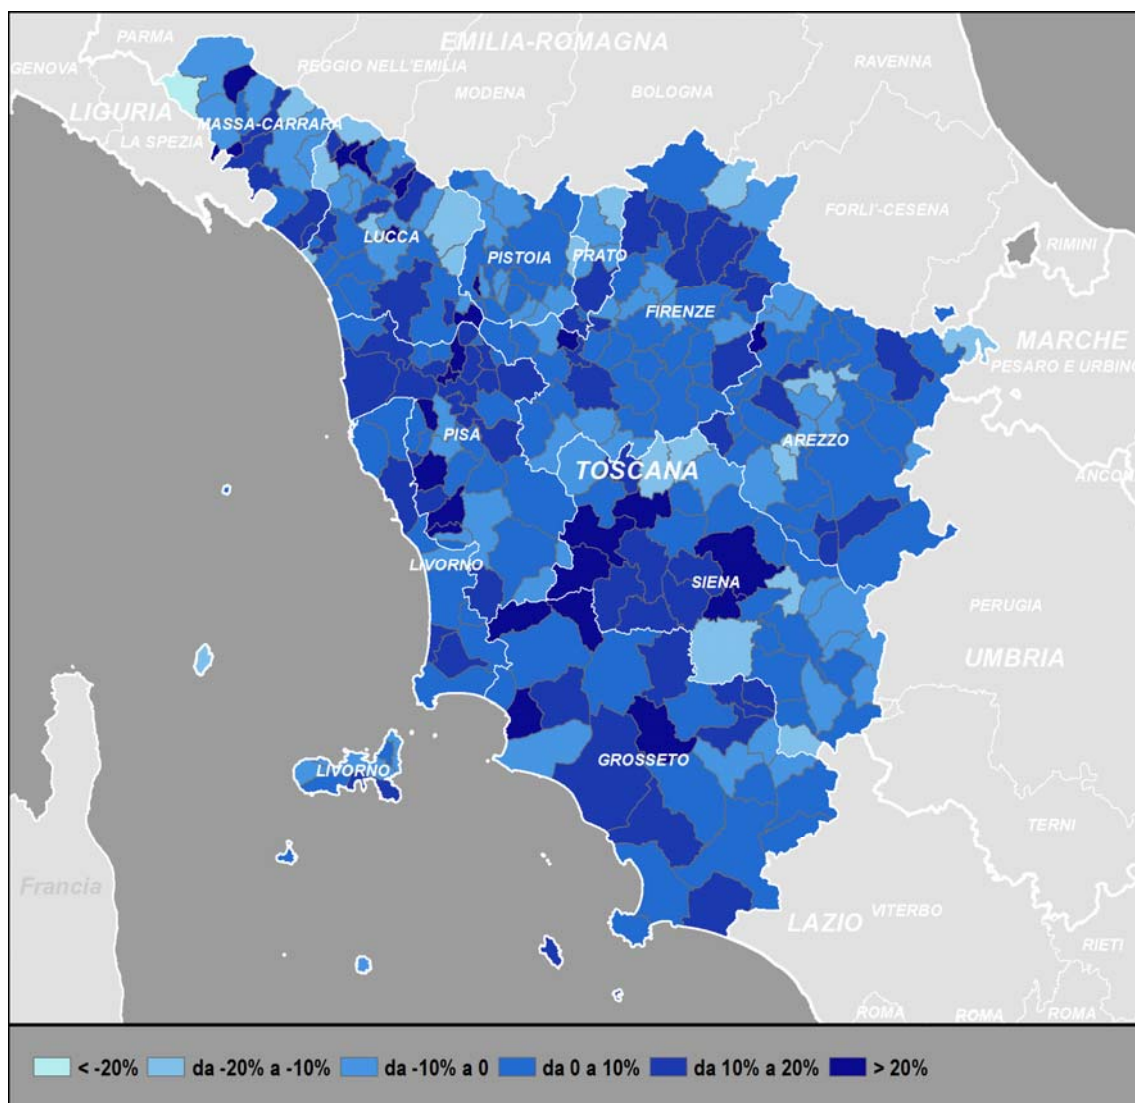 PARMA
EMILIA-ROMAGNA
GENOVA
REGGIO NELL'EMILIA
RAVENNA
MODENA
BOLOGNA
LIGURIA
MASSA-CARRARA
LA SPEZIA
FORLI'-CESENA
LUCCA
RIMINI
PISTOIA
PRATO
FIRENZE
MARCHE
PESARO E URBINO
PISA
AREZZO
TOSCANA
ANCON
LIVORNO
SIENA
PERUGIA
UMBRIA
GROSSETO
LIVORNO
TERNI
Francia
LAZIO
VITERBO
RIETI
ROMA
ROMA
ROMA
< -20%
da -20% a -10%
da -10% a 0
da 0 a 10%
da 10% a 20%
> 20%